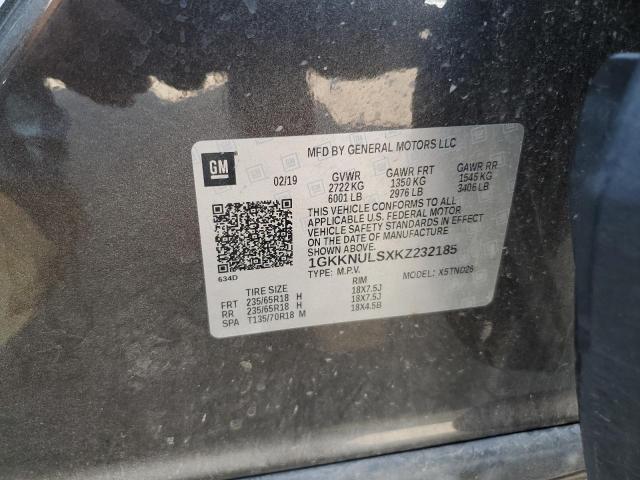 GM
MFD BY GENERAL MOTORS LLC
02/19 GVWR GAWR FRT GAWR RR
2722 KG 1350 KG 1545 KG
6001 LB 2976 LB 3406 LB
THIS VEHICLE CONFORMS TO ALL
APPLICABLE U.S. FEDERAL MOTOR
VEHICLE SAFETY STANDARDS IN EFFECT
ON THE DATE OF MANUFACTURE
SHOWN ABOVE.
1GKKNULSXKZ232185
634D
TYPE: M.P.V. MODEL: X5TND26
TIRE SIZE RIM
FRT 235/65R18 H 18X7.5J
RR 235/65R18 H 18X7.5J
SPA T135/70R18 M 18X4.5B